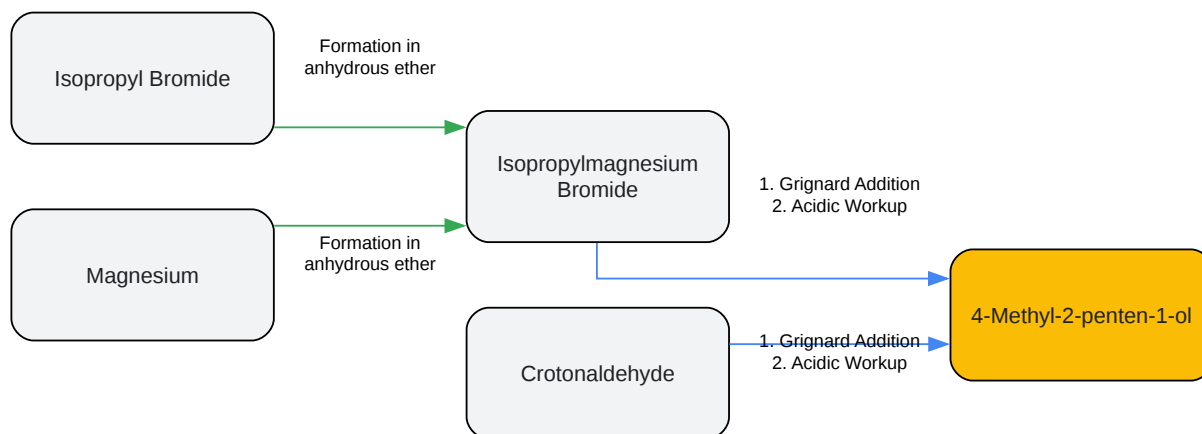 Isopropyl Bromide
Formation in
anhydrous ether
Isopropylmagnesium
Bromide
1. Grignard Addition
2. Acidic Workup
Magnesium
Formation in
anhydrous ether
4-Methyl-2-penten-1-ol
Crotonaldehyde
1. Grignard Addition
2. Acidic Workup